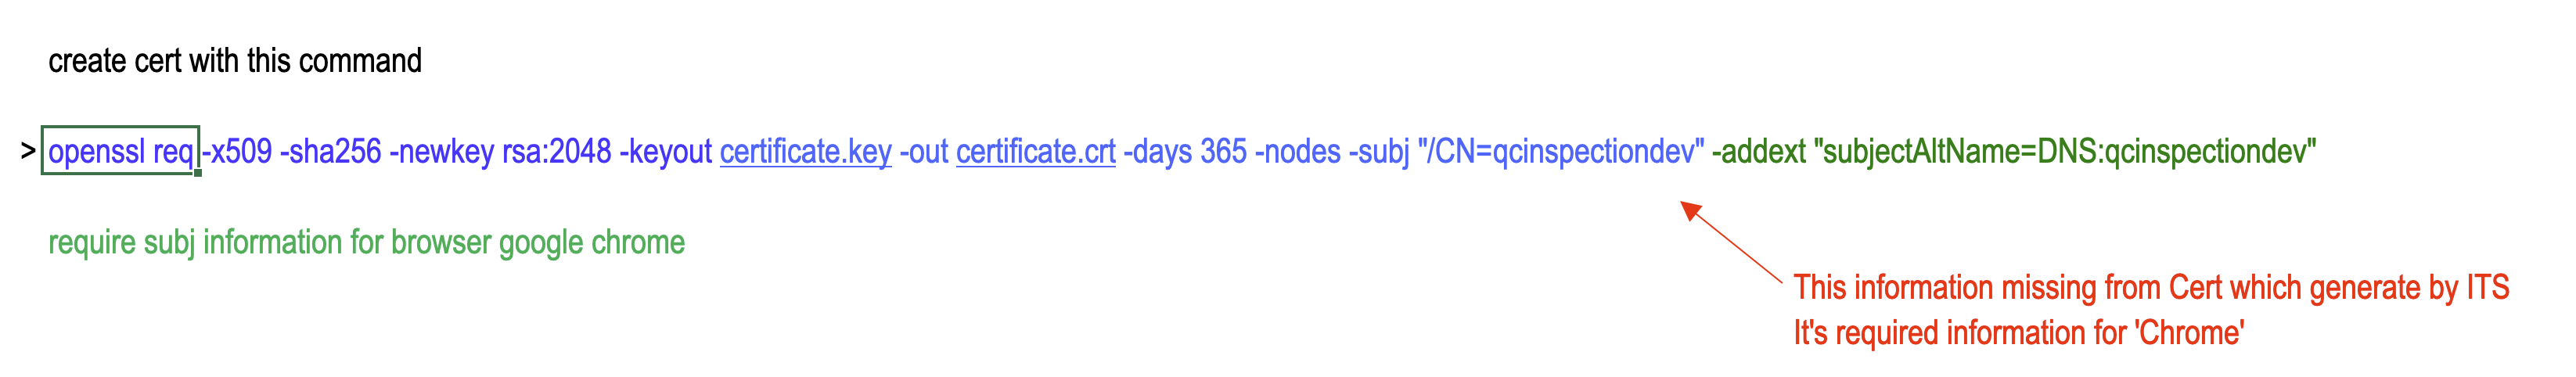 create cert with this command
> openssl req -x509 -sha256 -newkey rsa:2048 -keyout certificate.key -out certificate.crt -days 365 -nodes -subj "/CN=qcinspectiondev" -addext "subjectAltName=DNS:qcinspectiondev"
require subj information for browser google chrome
This information missing from Cert which generate by ITS
It's required information for 'Chrome'